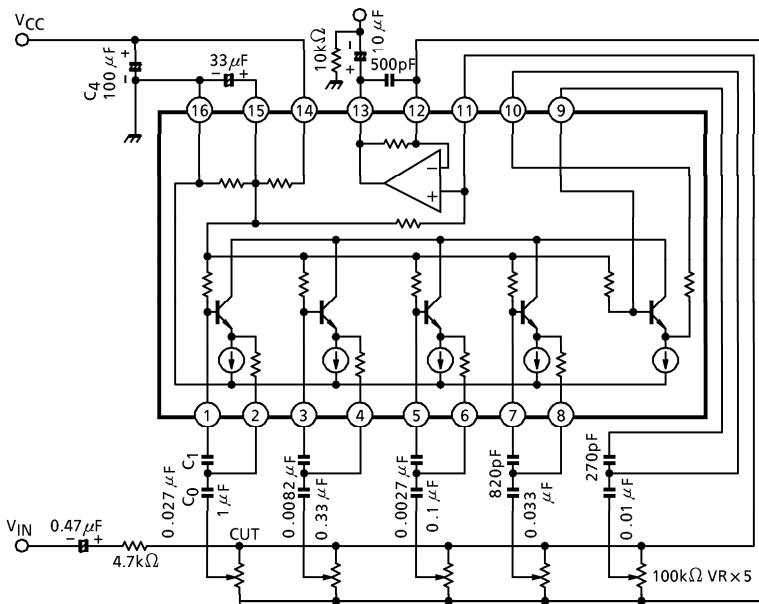 VCC
C4
100 μF
33 μF
10kΩ
10 μF
500pF
16
15
14
13
12
11
10
9
1
2
3
4
5
6
7
8
0.027 μF
C1
C0
1 μF
0.0082 μF
0.33 μF
0.0027 μF
0.1 μF
820pF
0.033 μF
270pF
0.01 μF
VIN
0.47 μF
4.7kΩ
CUT
100kΩ VR×5